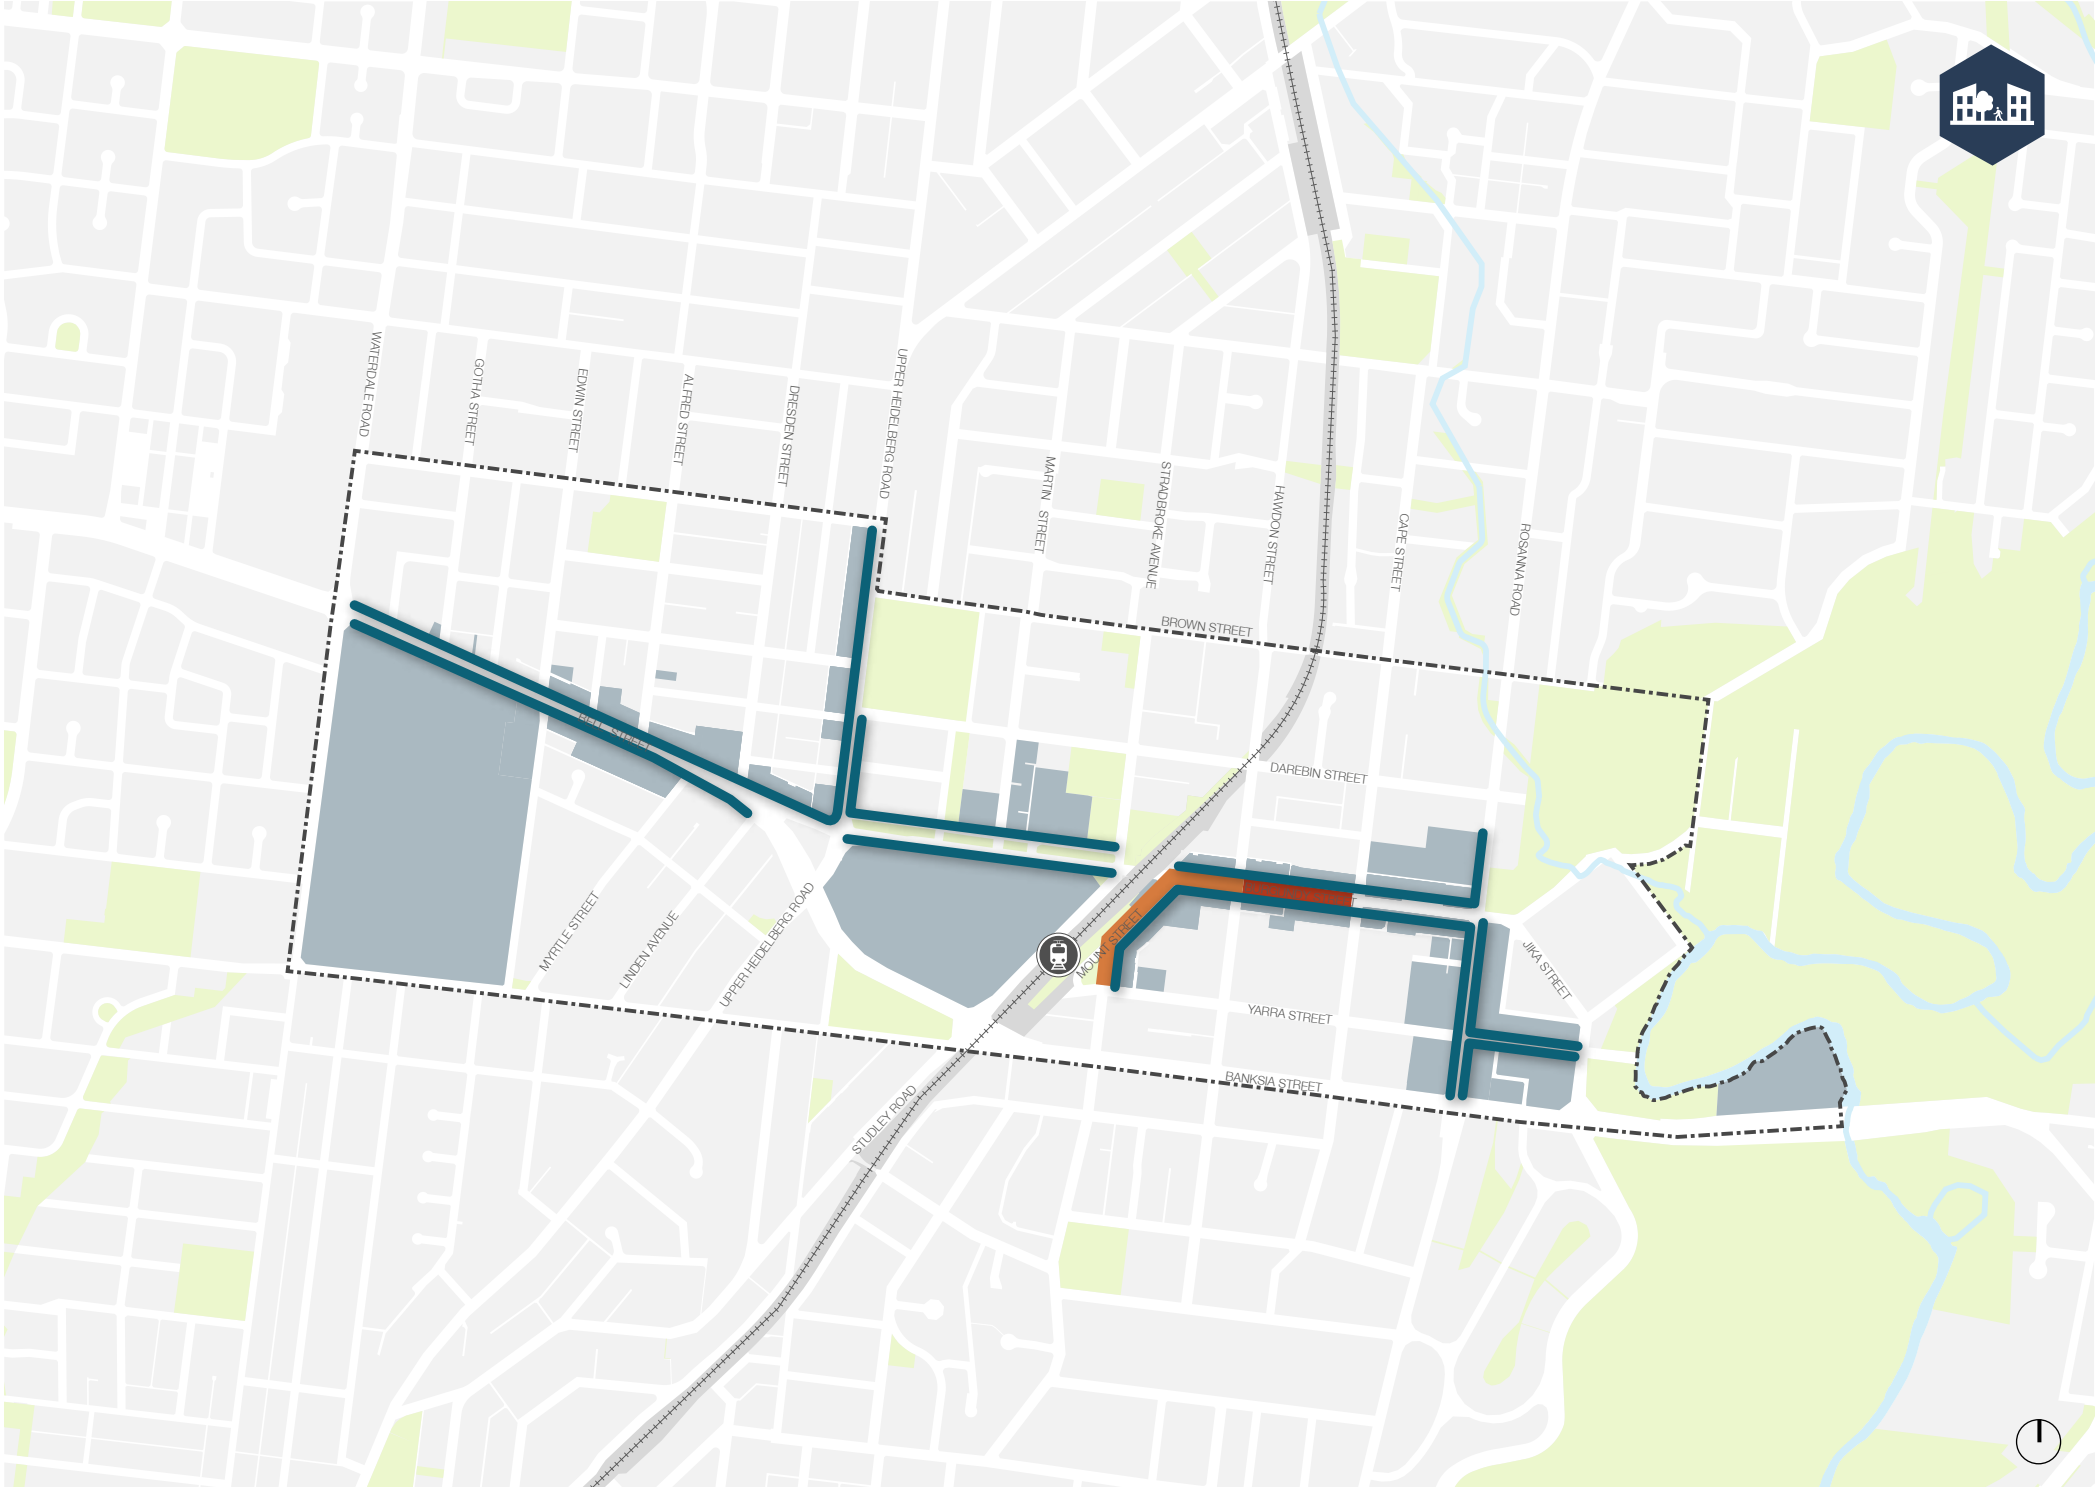 WATERDALE ROAD
GOTHA STREET
EDWIN STREET
ALFRED STREET
DRESDEN STREET
UPPER HEIDELBERG ROAD
MARTIN STREET
STRADBROKE AVENUE
HAWDON STREET
CAPE STREET
ROSANNA ROAD
BROWN STREET
BELL STREET
DAREBIN STREET
MYRTLE STREET
LINDEN AVENUE
UPPER HEIDELBERG ROAD
MOUNT STREET
JIKA STREET
YARRA STREET
BANKSIA STREET
STUDLEY ROAD